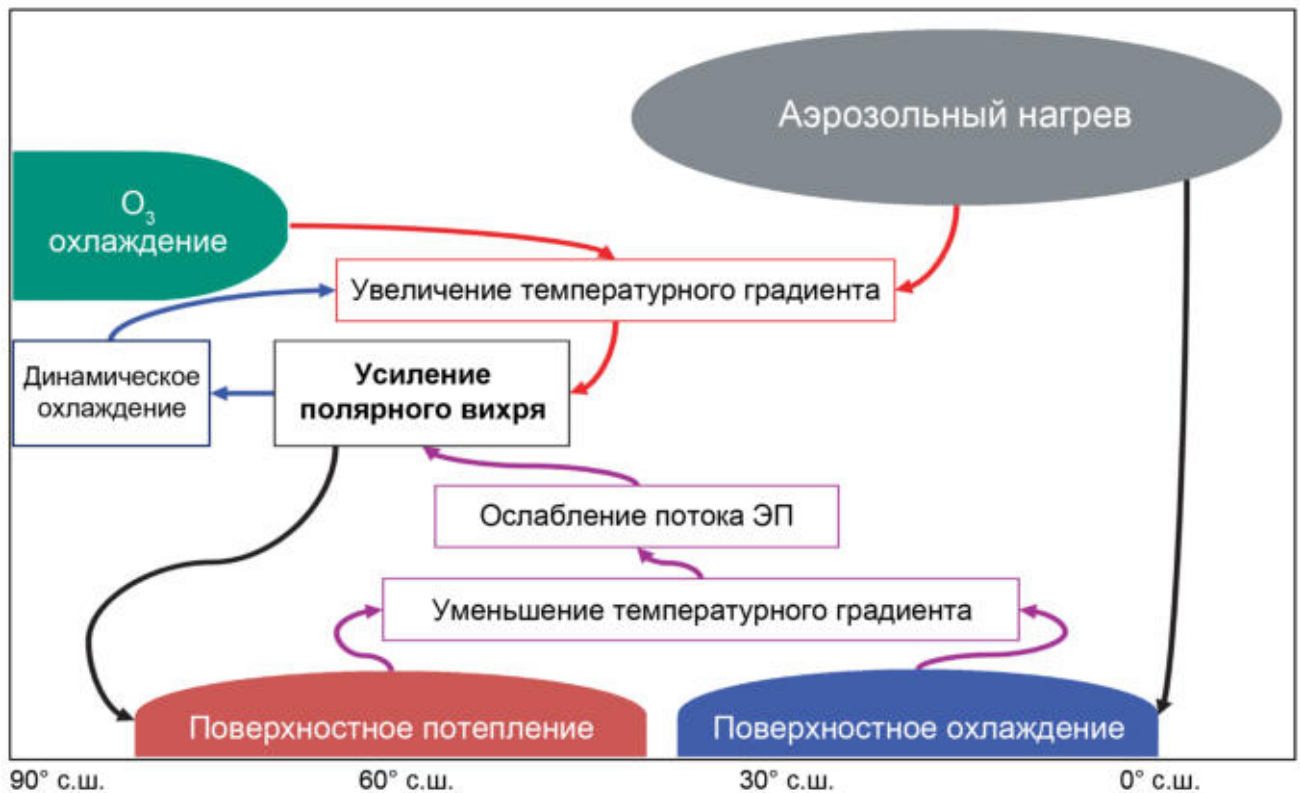 Аэрозольный нагрев
O₃
охлаждение
Увеличение температурного градиента
Динамическое
охлаждение
Усиление
полярного вихря
Ослабление потока ЭП
Уменьшение температурного градиента
Поверхностное потепление
Поверхностное охлаждение
90° с.ш.
60° с.ш.
30° с.ш.
0° с.ш.